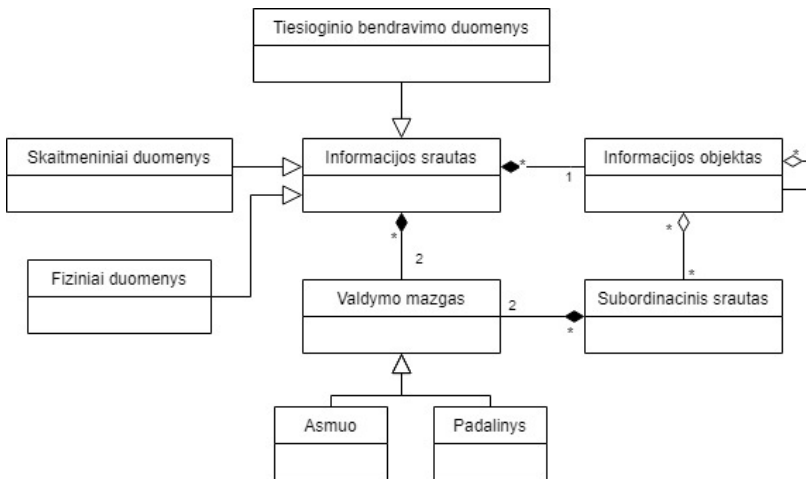 Tiesioginio bendravimo duomenys
Skaitmeniniai duomenys
Informacijos srautas
*
1
Informacijos objektas
*
*
2
*
*
Fiziniai duomenys
Valdymo mazgas
2
*
Subordinacinis srautas
Asmuo
Padalinys